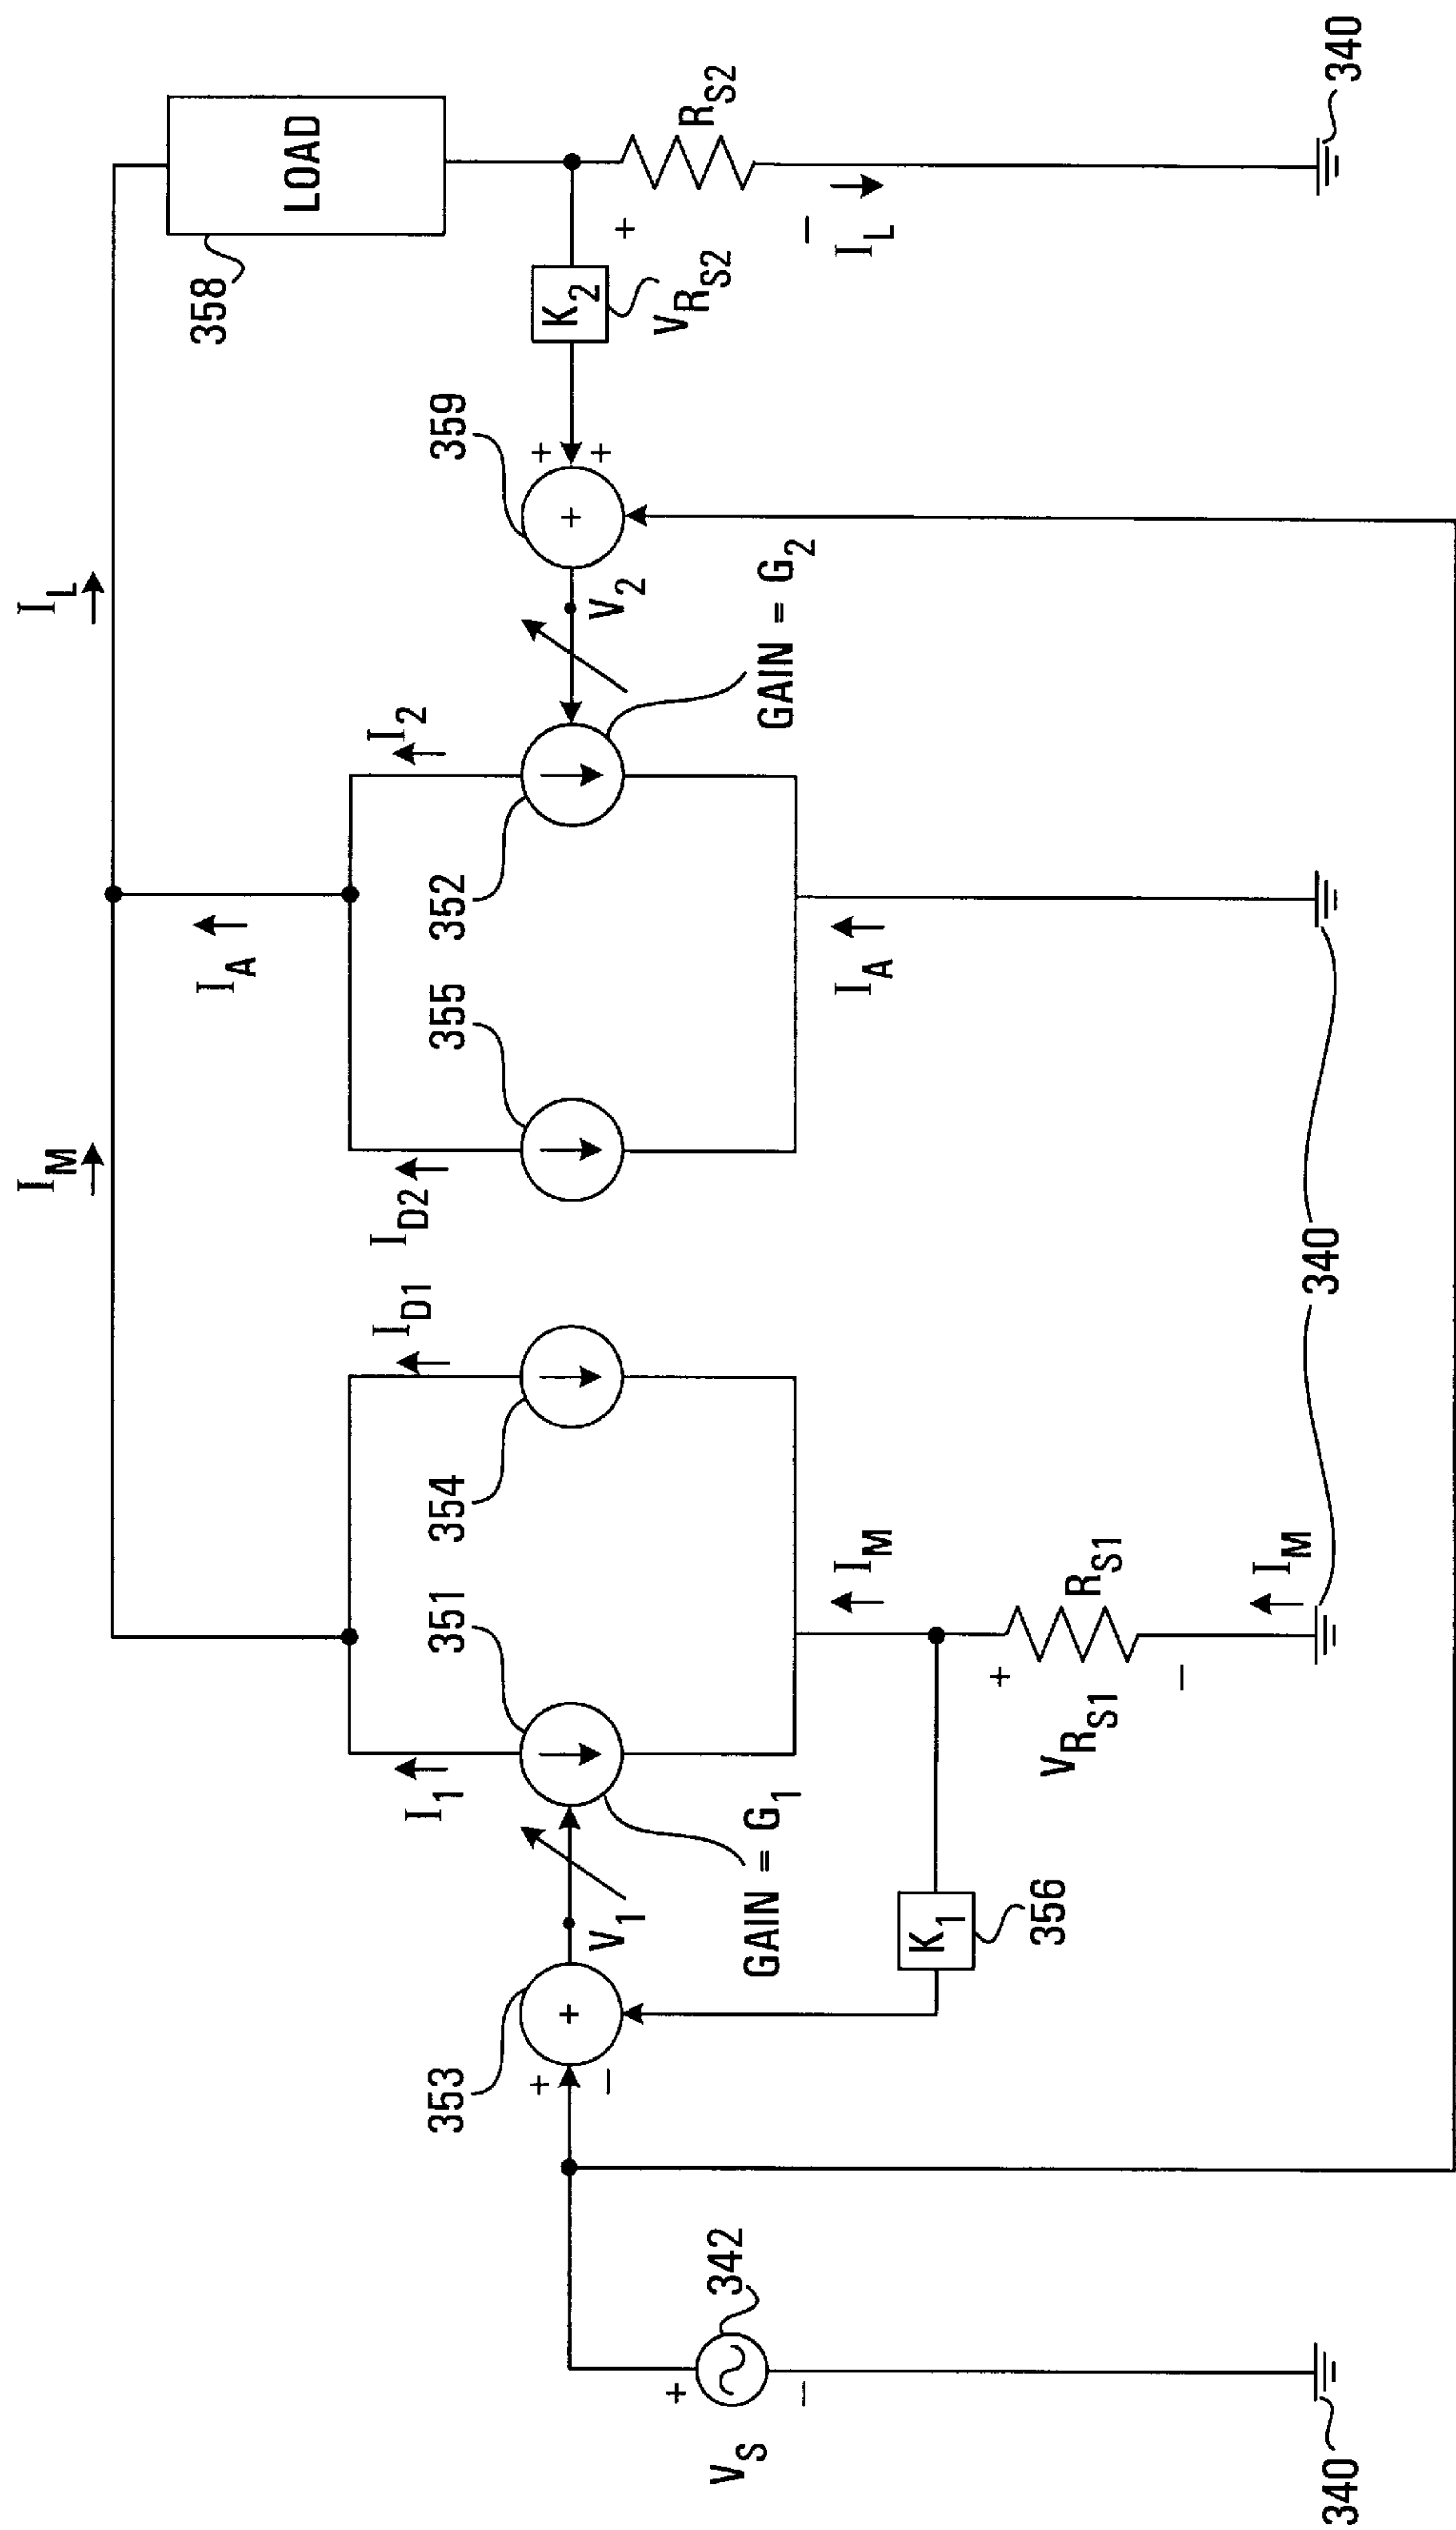 I_M →
I_L →
I_A
I_A
358
LOAD
I_1
I_D1
I_D2
I_2
353
351
354
355
352
359
+
−
+
V_1
GAIN = G_1
V_2
GAIN = G_2
+
+
+
K_2
V_RS2
R_S2
+
−
I_L
K_1
356
I_M
+
V_RS1
−
R_S1
I_M
342
V_S
+
−
340
340
340